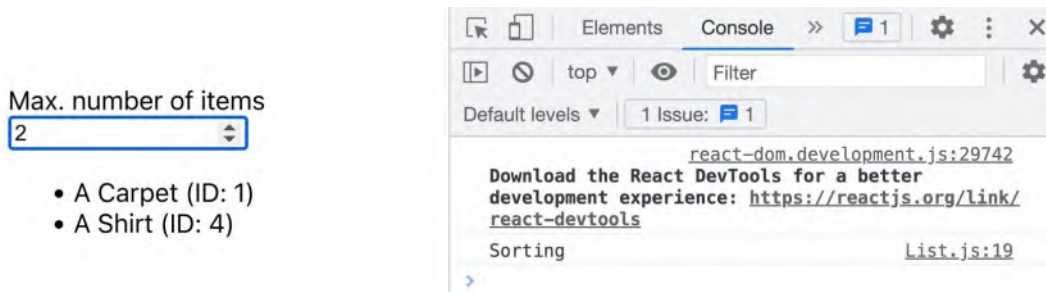 Max. number of items
2
• A Carpet (ID: 1)
• A Shirt (ID: 4)
Elements Console » 1
top ▼ Filter
Default levels ▼ 1 Issue: 1
react-dom.development.js:29742
Download the React DevTools for a better
development experience: https://reactjs.org/link/
react-devtools
Sorting List.js:19
>